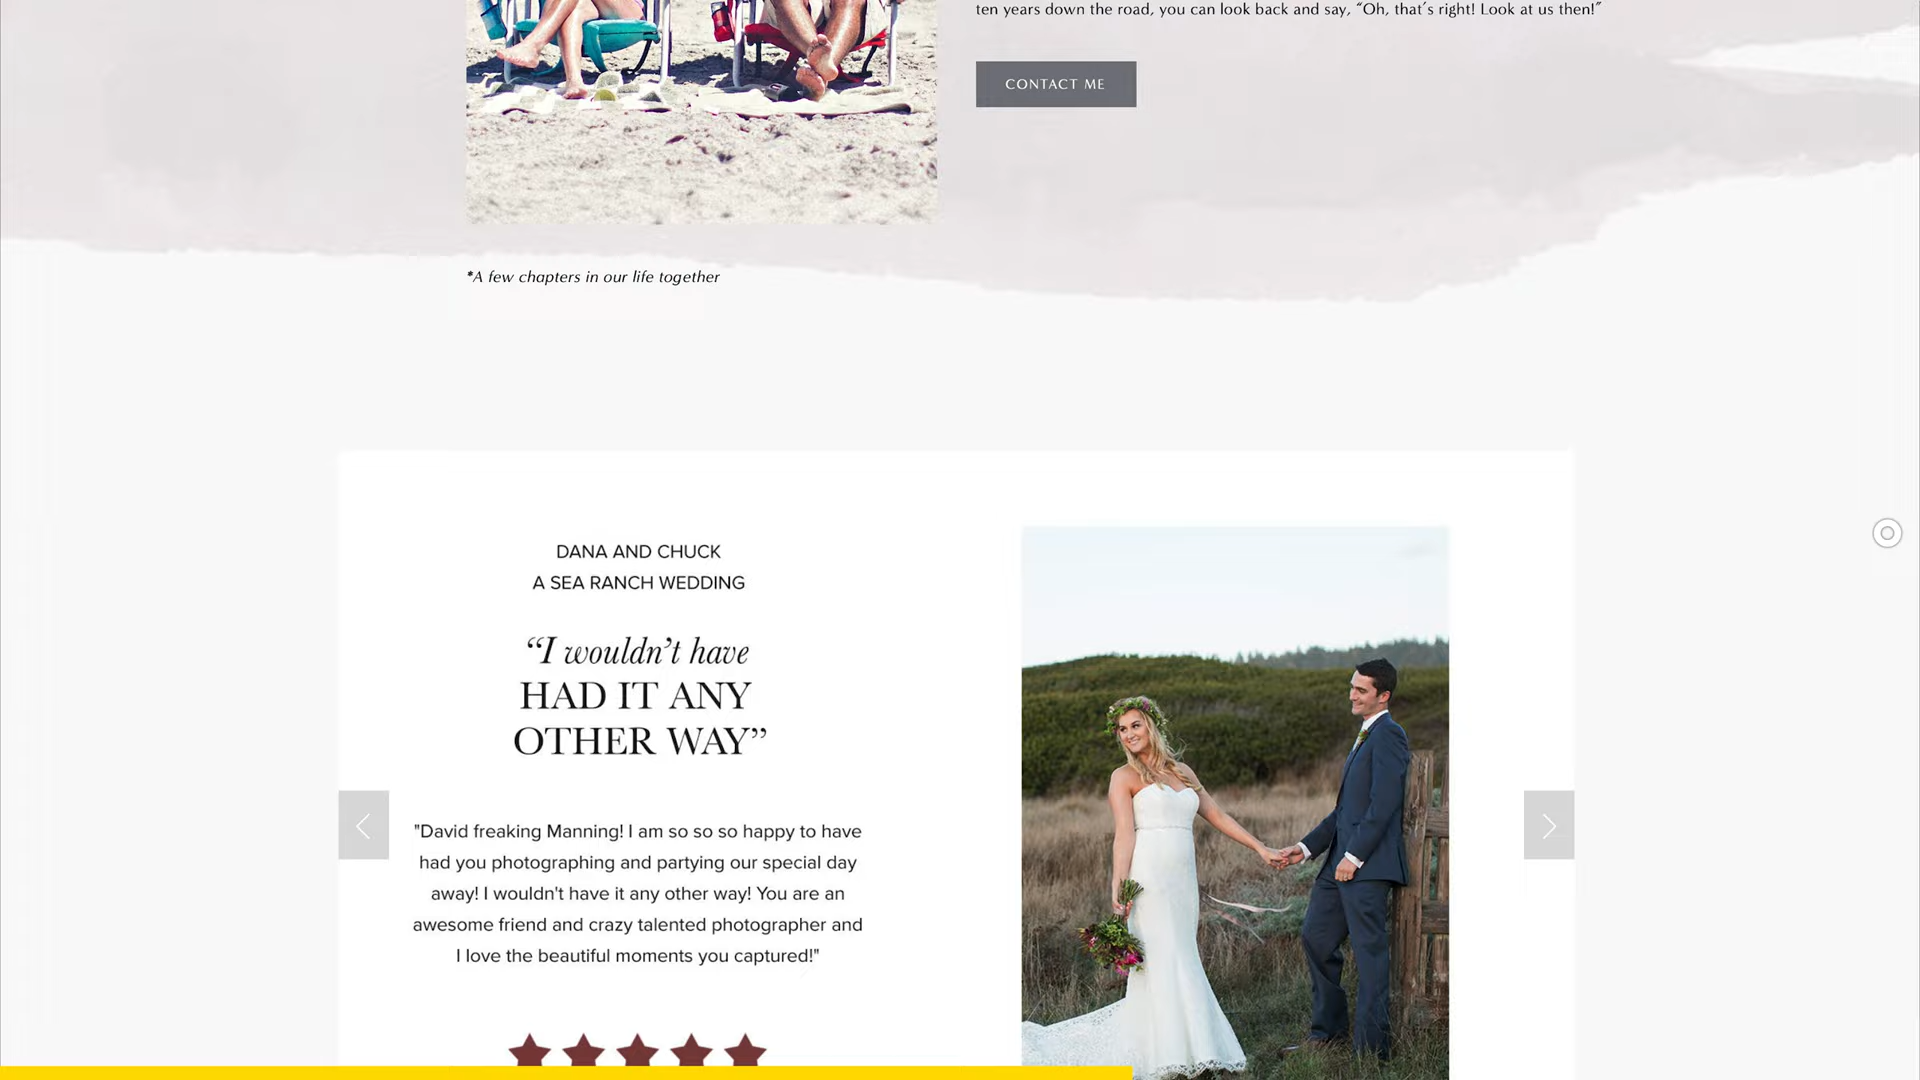 ten years down the road, you can look back and say, “Oh, that’s right! Look at us then!”
CONTACT ME
*A few chapters in our life together
DANA AND CHUCK
A SEA RANCH WEDDING
“I wouldn’t have
HAD IT ANY
OTHER WAY”
"David freaking Manning! I am so so so happy to have
had you photographing and partying our special day
away! I wouldn't have it any other way! You are an
awesome friend and crazy talented photographer and
I love the beautiful moments you captured!"